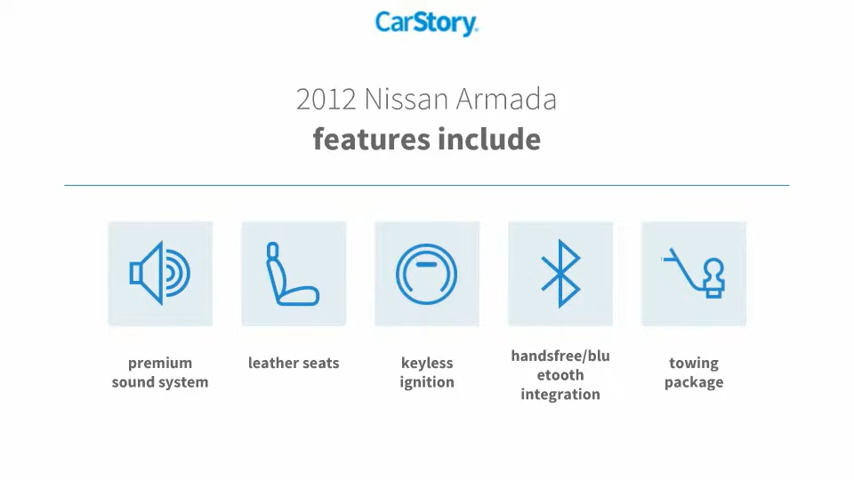 CarStory.
2012 Nissan Armada
features include
premium
sound system
leather seats
keyless
ignition
handsfree/blu
etooth
integration
towing
package